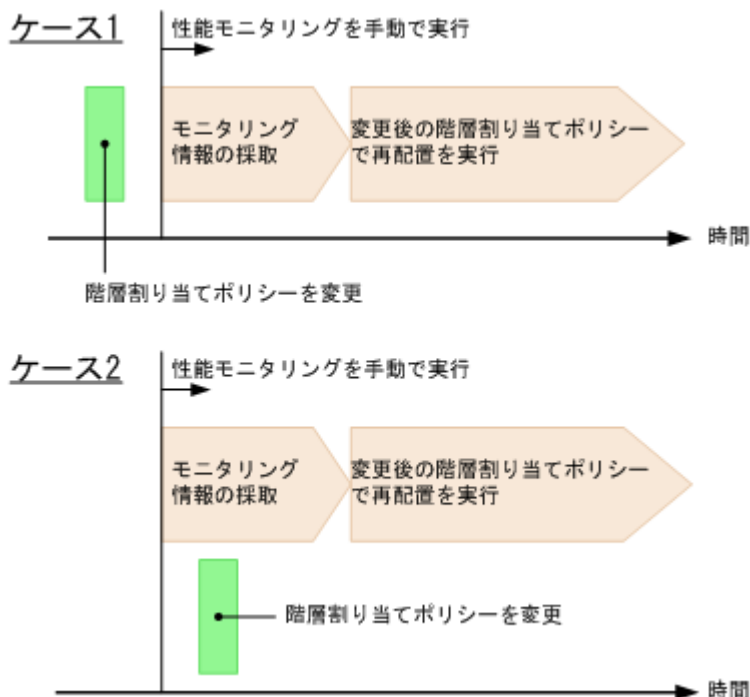 ケース1
性能モニタリングを手動で実行
モニタリング
情報の採取
変更後の階層割り当てポリシー
で再配置を実行
時間
階層割り当てポリシーを変更
ケース2
性能モニタリングを手動で実行
モニタリング
情報の採取
変更後の階層割り当てポリシー
で再配置を実行
階層割り当てポリシーを変更
時間